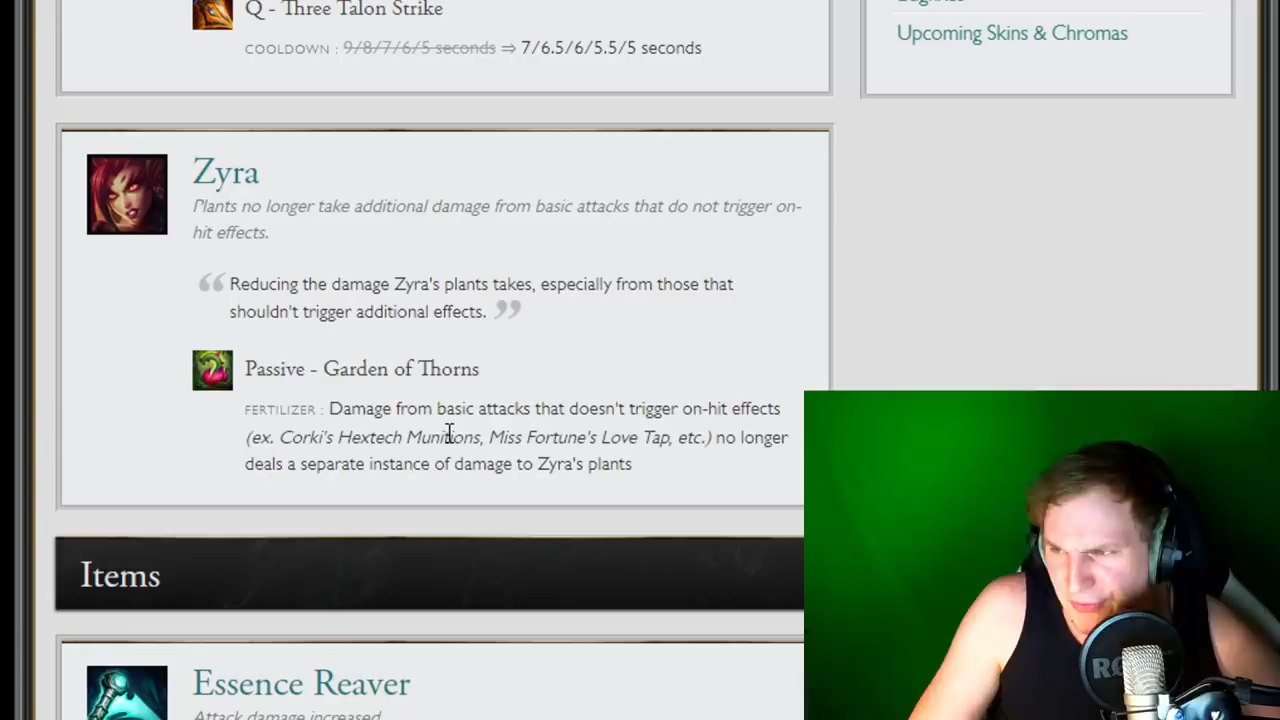 Q - Three Talon Strike
COOLDOWN : 9/8/7/6/5 seconds ⇒ 7/6.5/6/5.5/5 seconds
Upcoming Skins & Chromas
Zyra
Plants no longer take additional damage from basic attacks that do not trigger on-
hit effects.
“ Reducing the damage Zyra's plants takes, especially from those that
shouldn't trigger additional effects. ”
Passive - Garden of Thorns
FERTILIZER : Damage from basic attacks that doesn't trigger on-hit effects
(ex. Corki's Hextech Munitions, Miss Fortune's Love Tap, etc.) no longer
deals a separate instance of damage to Zyra's plants
Items
Essence Reaver
Attack damage increased.